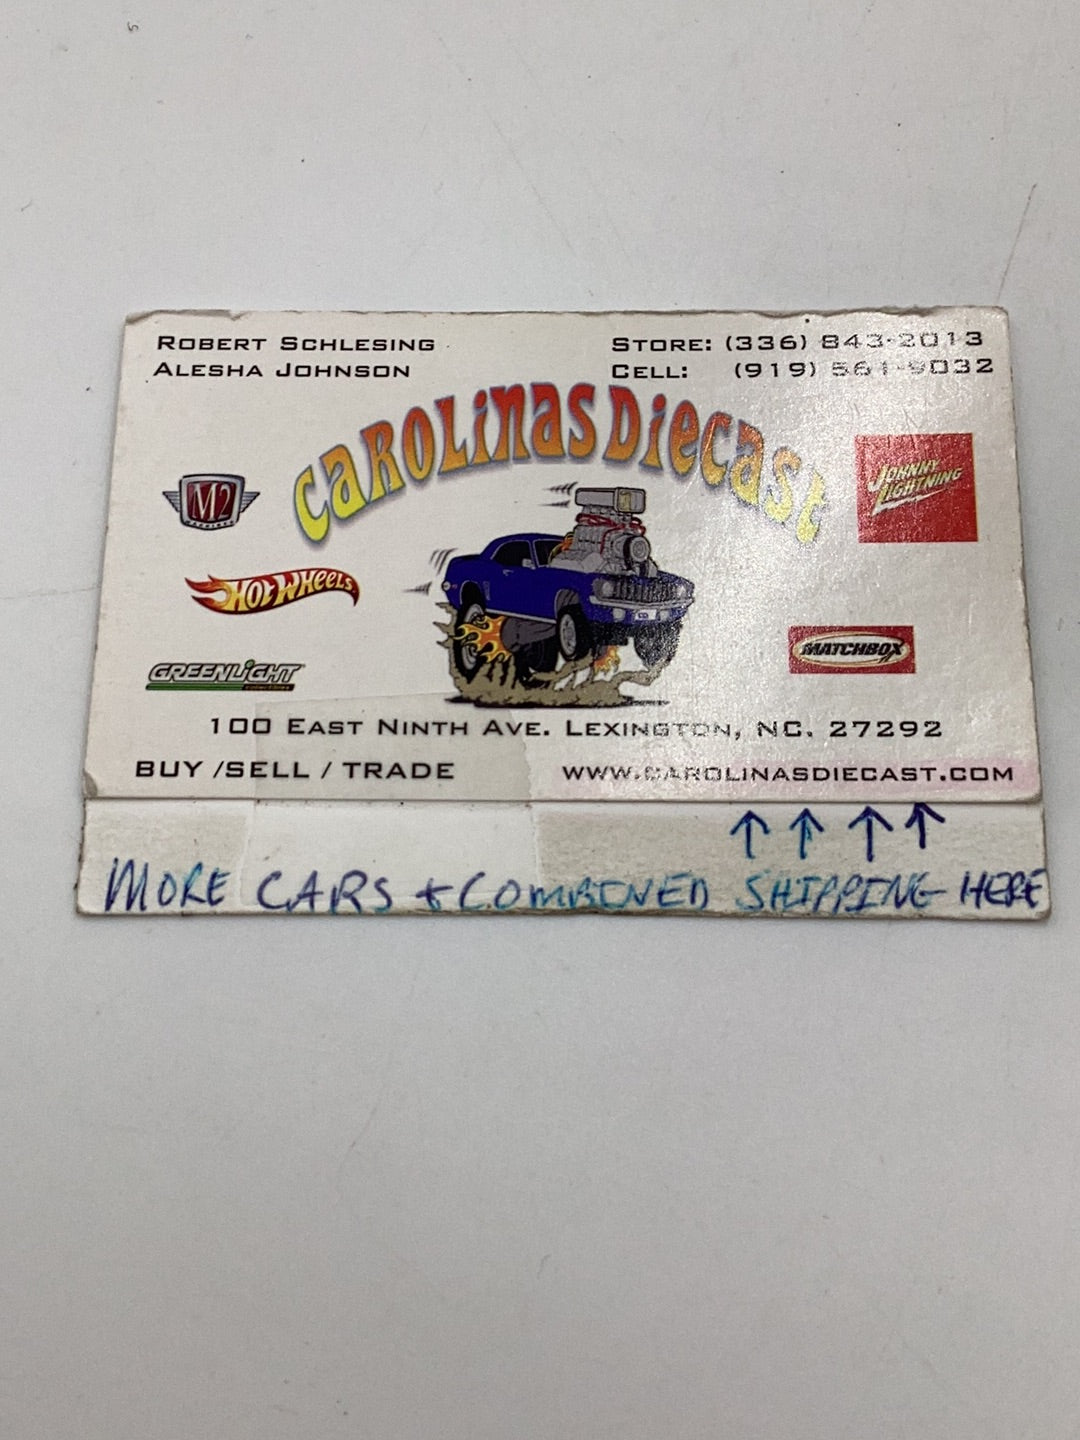 ROBERT SCHLESING
ALESHA JOHNSON
STORE: (336) 843-2013
CELL: (919) 561-9032
CAROLINAS DIECAST
M2
MACHINES
JOHNNY
LIGHTNING
HOT WHEELS
MATCHBOX
GREENLIGHT
100 EAST NINTH AVE. LEXINGTON, NC. 27292
BUY /SELL / TRADE
WWW.CAROLINASDIECAST.COM
MORE CARS + COMBINED SHIPPING HERE